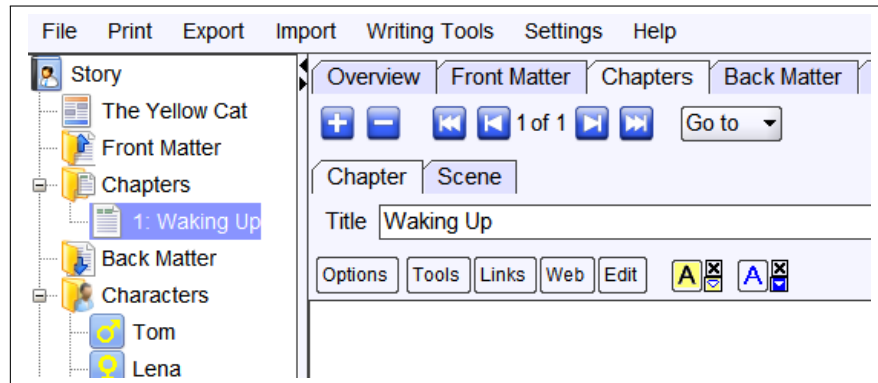 File Print Export Import Writing Tools Settings Help
Story
The Yellow Cat
Front Matter
Chapters
1: Waking Up
Back Matter
Characters
Tom
Lena
Overview Front Matter Chapters Back Matter
1 of 1 Go to
Chapter Scene
Title Waking Up
Options Tools Links Web Edit A A